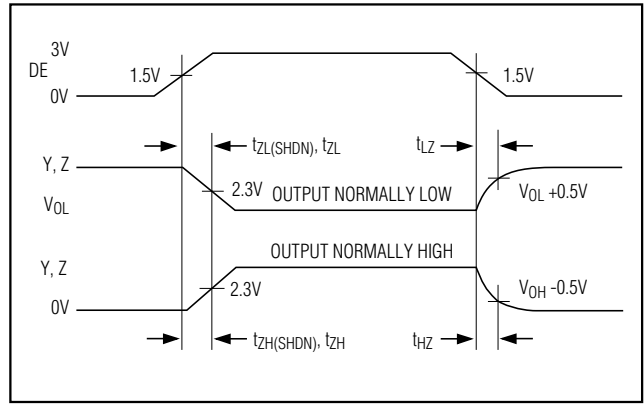 3V
DE
1.5V
1.5V
0V
tZL(SHDN), tZL
tLZ
Y, Z
2.3V
OUTPUT NORMALLY LOW
VOL +0.5V
VOL
OUTPUT NORMALLY HIGH
Y, Z
2.3V
VOH -0.5V
0V
tZH(SHDN), tZH
tHZ